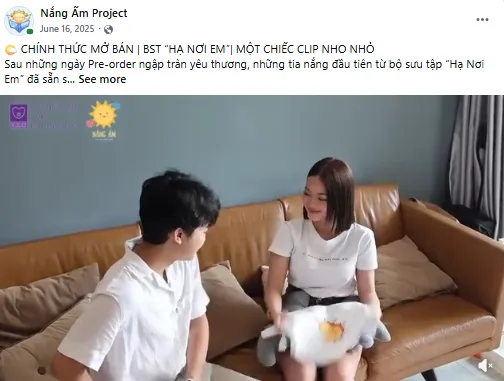 Nắng Ấm Project
June 16, 2025 ·
CHÍNH THỨC MỞ BÁN | BST “HẠ NƠI EM”| MỘT CHIẾC CLIP NHO NHỎ
Sau những ngày Pre-order ngập tràn yêu thương, những tia nắng đầu tiên từ bộ sưu tập “Hạ Nơi
Em” đã sẵn s... See more
NẮNG ẤM